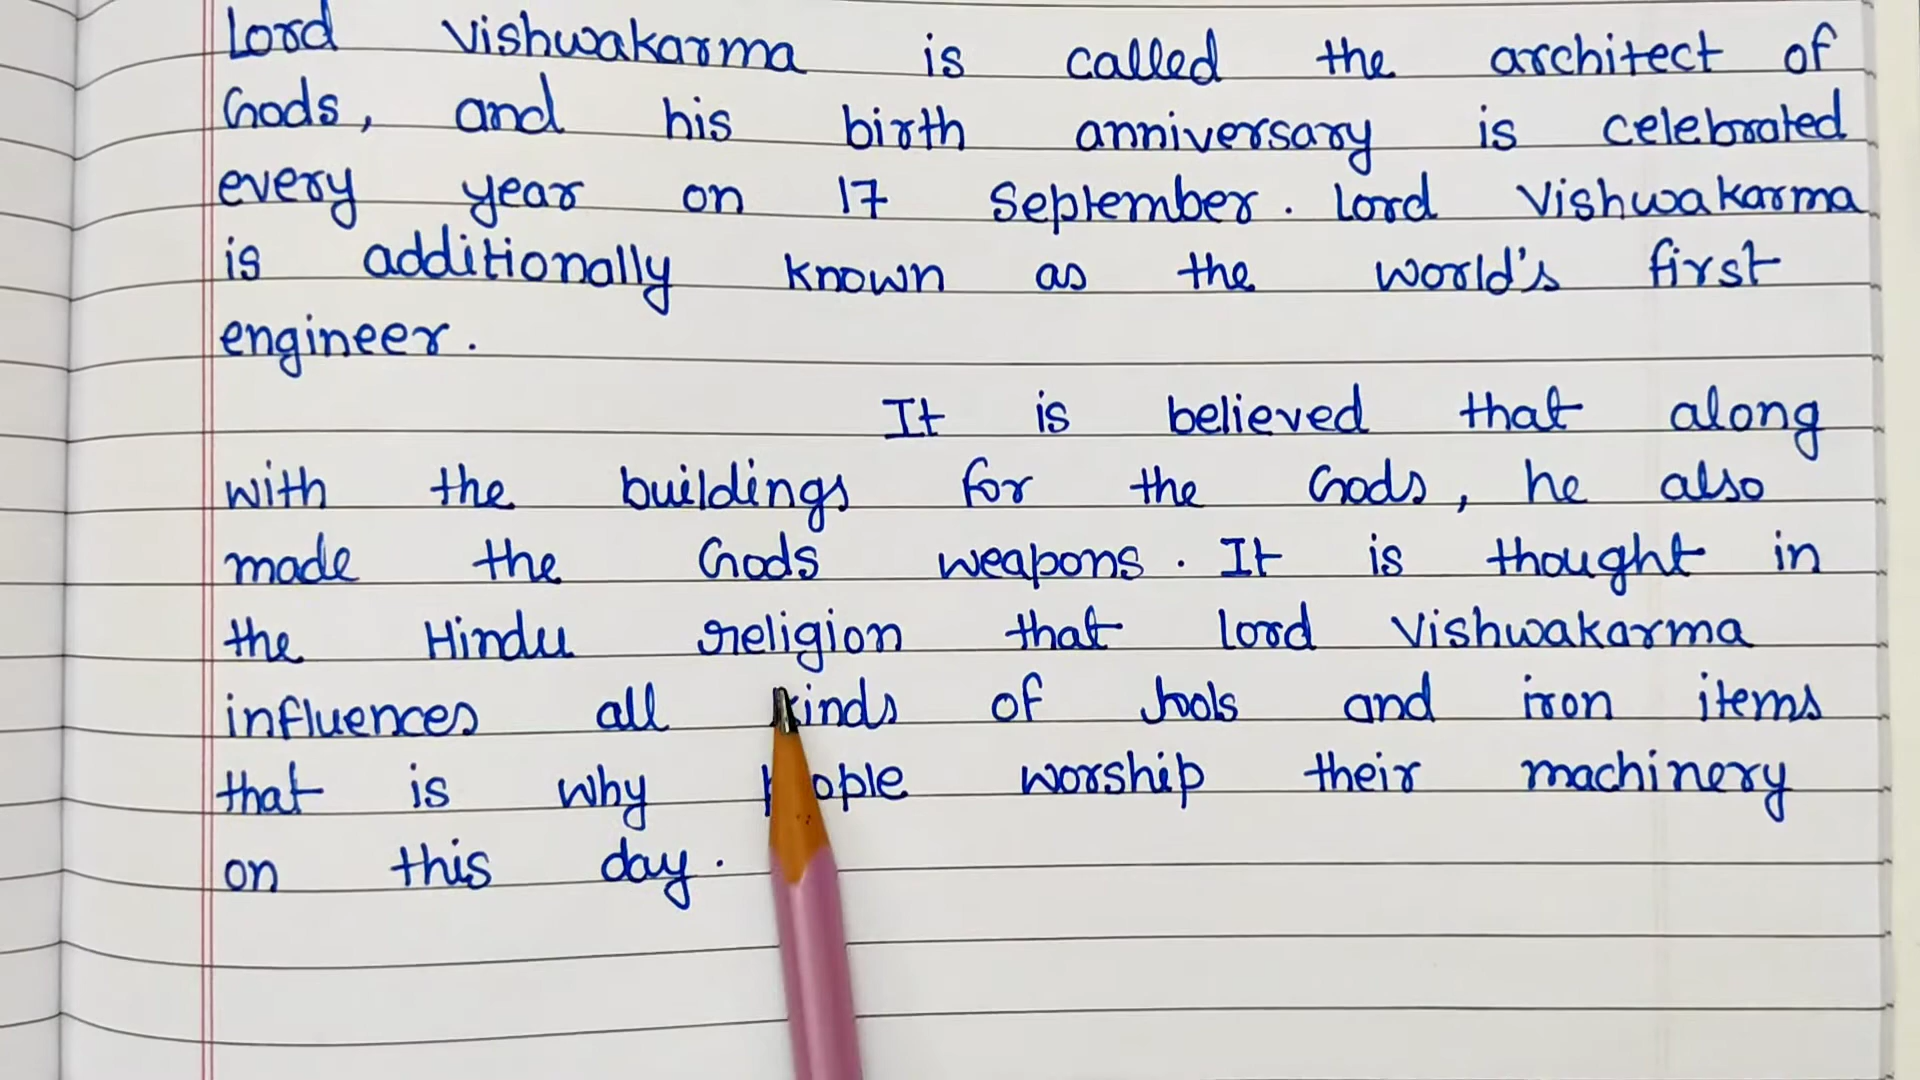 Lord Vishwakarma is called the architect of
Gods, and his birth anniversary is celebrated
every year on 17 September. Lord Vishwakarma
is additionally known as the world's first
engineer.
It is believed that along
with the buildings for the Gods, he also
made the Gods weapons. It is thought in
the Hindu religion that lord Vishwakarma
influences all kinds of tools and iron items
that is why people worship their machinery
on this day.